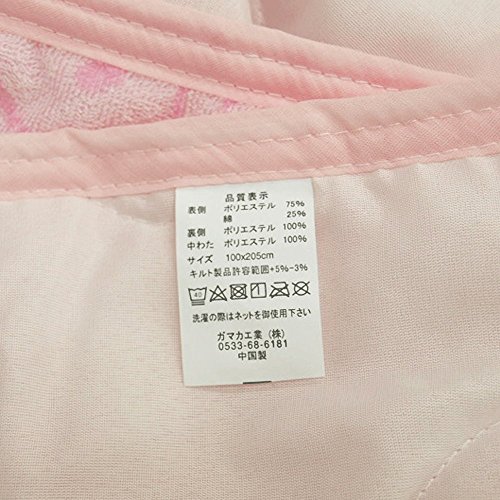 品質表示
表側 ポリエステル 75%
綿 25%
裏側 ポリエステル 100%
中わた ポリエステル 100%
サイズ 100x205cm
キルト製品許容範囲+5%-3%
40
洗濯の際はネットを御使用下さい
ガマカエ業（株）
0533-68-6181
中国製